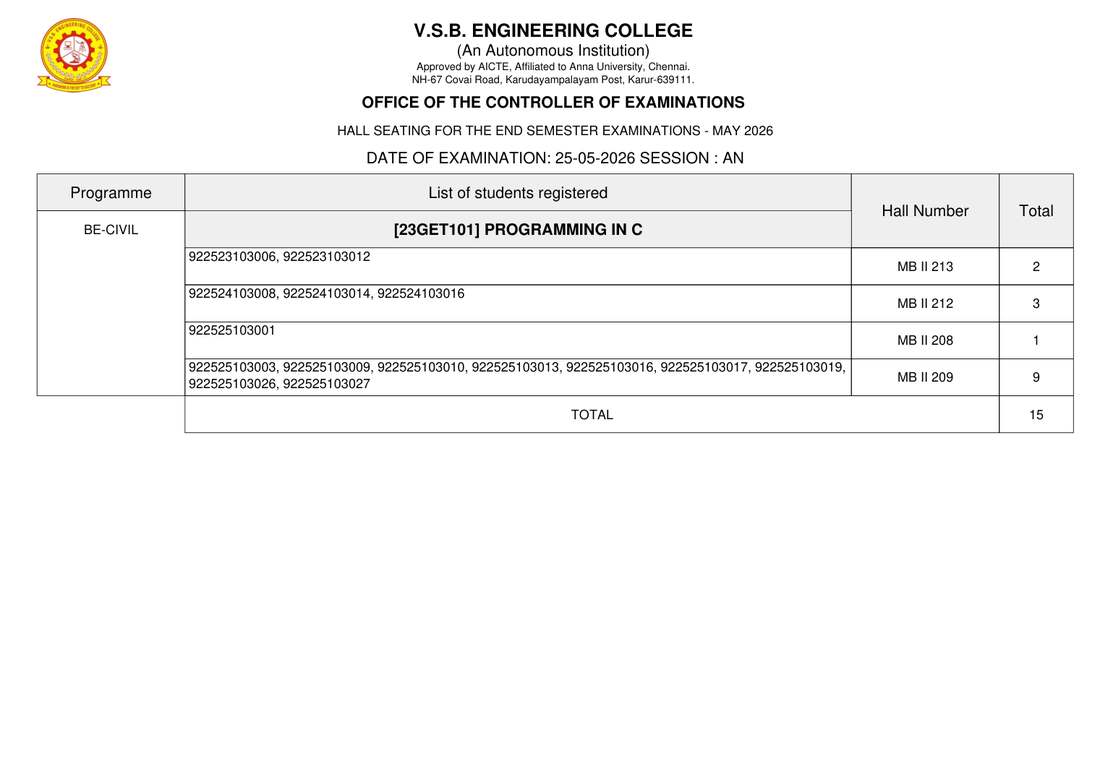 V.S.B. ENGINEERING COLLEGE
(An Autonomous Institution)
Approved by AICTE, Affiliated to Anna University, Chennai.
NH-67 Covai Road, Karudayampalayam Post, Karur-639111.
OFFICE OF THE CONTROLLER OF EXAMINATIONS
HALL SEATING FOR THE END SEMESTER EXAMINATIONS - MAY 2026
DATE OF EXAMINATION: 25-05-2026 SESSION : AN
Programme List of students registered Hall Number Total
BE-CIVIL [23GET101] PROGRAMMING IN C
922523103006, 922523103012 MB II 213 2
922524103008, 922524103014, 922524103016 MB II 212 3
922525103001 MB II 208 1
922525103003, 922525103009, 922525103010, 922525103013, 922525103016, 922525103017, 922525103019,
922525103026, 922525103027 MB II 209 9
TOTAL 15